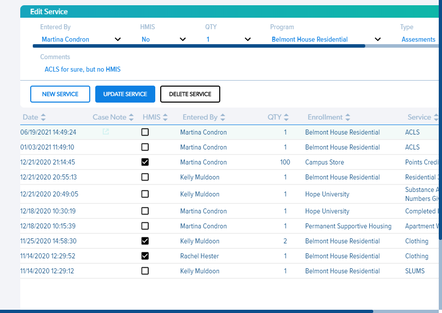 Edit Service
Entered By HMIS QTY Program Type
Martina Condron No 1 Belmont House Residential Assesments
Comments
ACLS for sure, but no HMIS
NEW SERVICE UPDATE SERVICE DELETE SERVICE
Date Case Note HMIS Entered By QTY Enrollment Service
06/19/2021 14:49:24 Martina Condron 1 Belmont House Residential ACLS
01/03/2021 11:49:10 Martina Condron 1 Belmont House Residential ACLS
12/21/2020 21:14:45 Martina Condron 100 Campus Store Points Credi
12/21/2020 20:55:13 Kelly Muldoon 1 Belmont House Residential Residential
12/21/2020 20:49:05 Kelly Muldoon 1 Hope University Substance A
Numbers Gr
12/18/2020 10:30:19 Martina Condron 1 Hope University Completed
12/18/2020 10:15:39 Martina Condron 1 Permanent Supportive Housing Apartment
11/25/2020 14:58:30 Kelly Muldoon 2 Belmont House Residential Clothing
11/14/2020 12:29:52 Rachel Hester 1 Belmont House Residential Clothing
11/14/2020 12:29:12 Kelly Muldoon 1 Belmont House Residential SLUMS